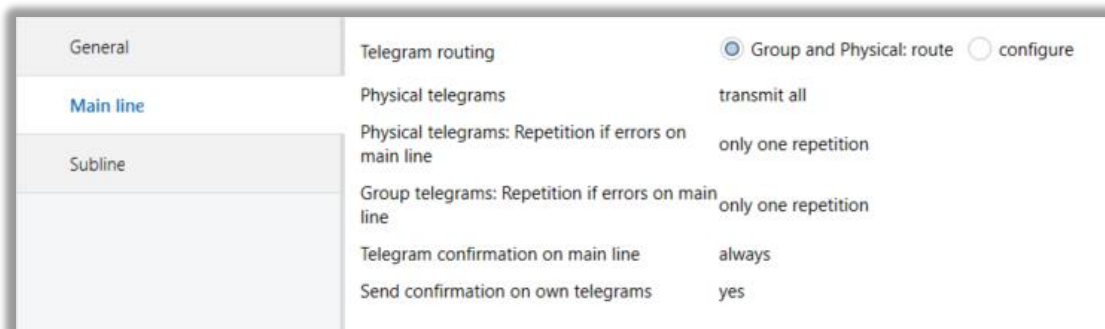 General
Main line
Subline
Telegram routing Group and Physical: route configure
Physical telegrams transmit all
Physical telegrams: Repetition if errors on
main line
only one repetition
Group telegrams: Repetition if errors on main
line
only one repetition
Telegram confirmation on main line always
Send confirmation on own telegrams yes